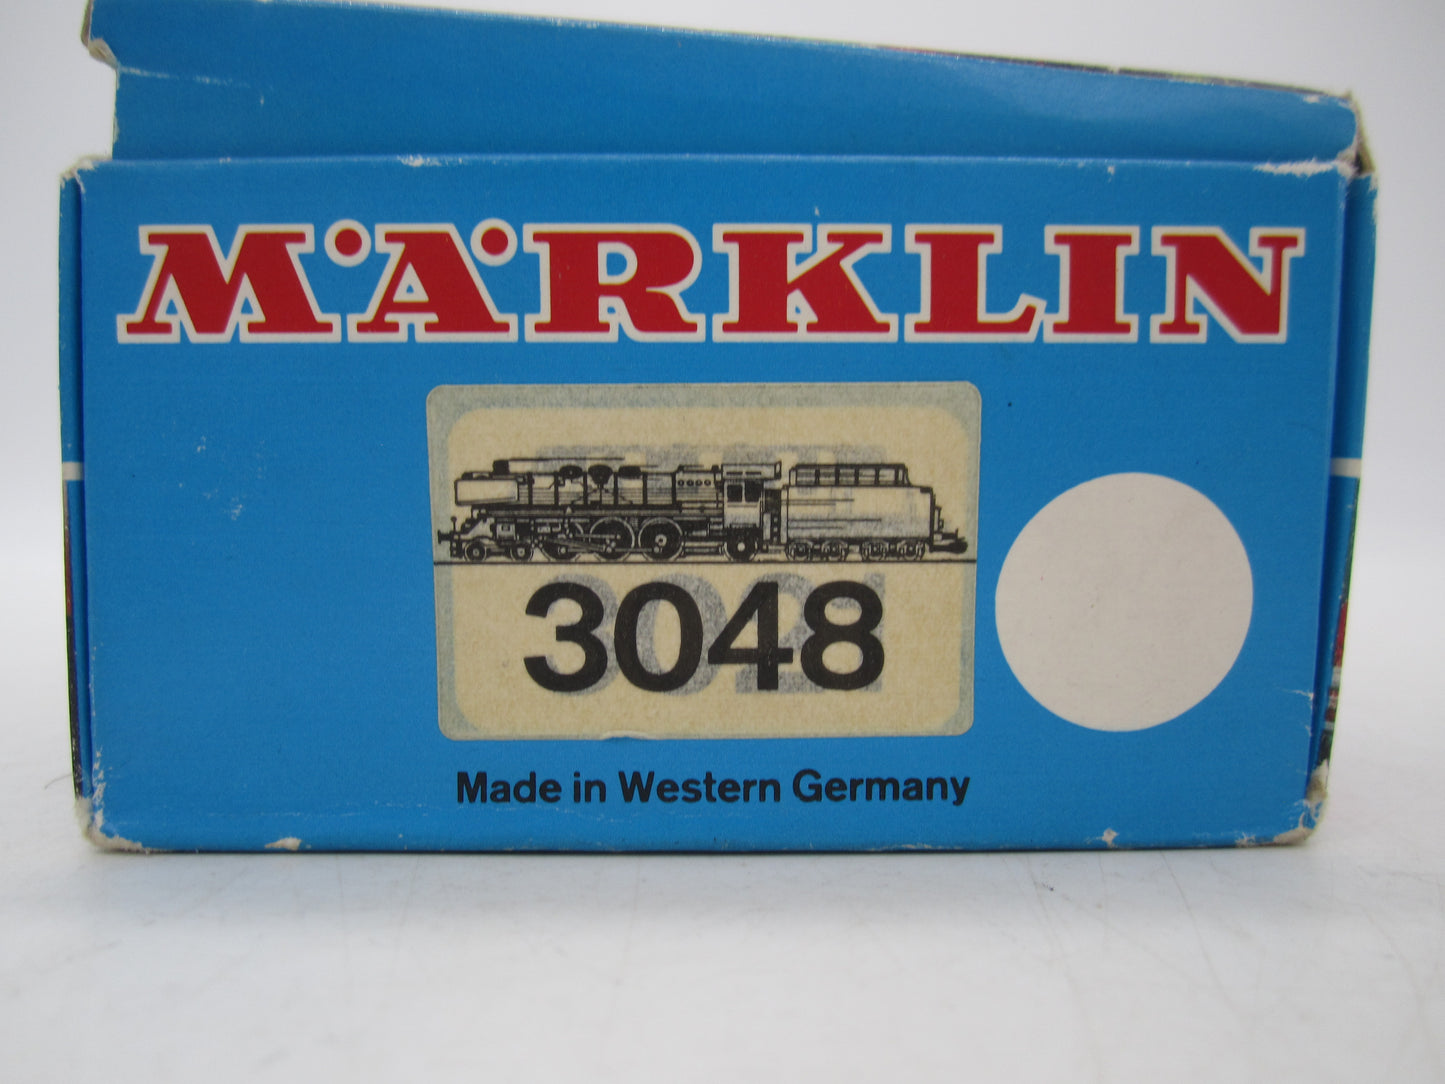 MÄRKLIN
3048
Made in Western Germany